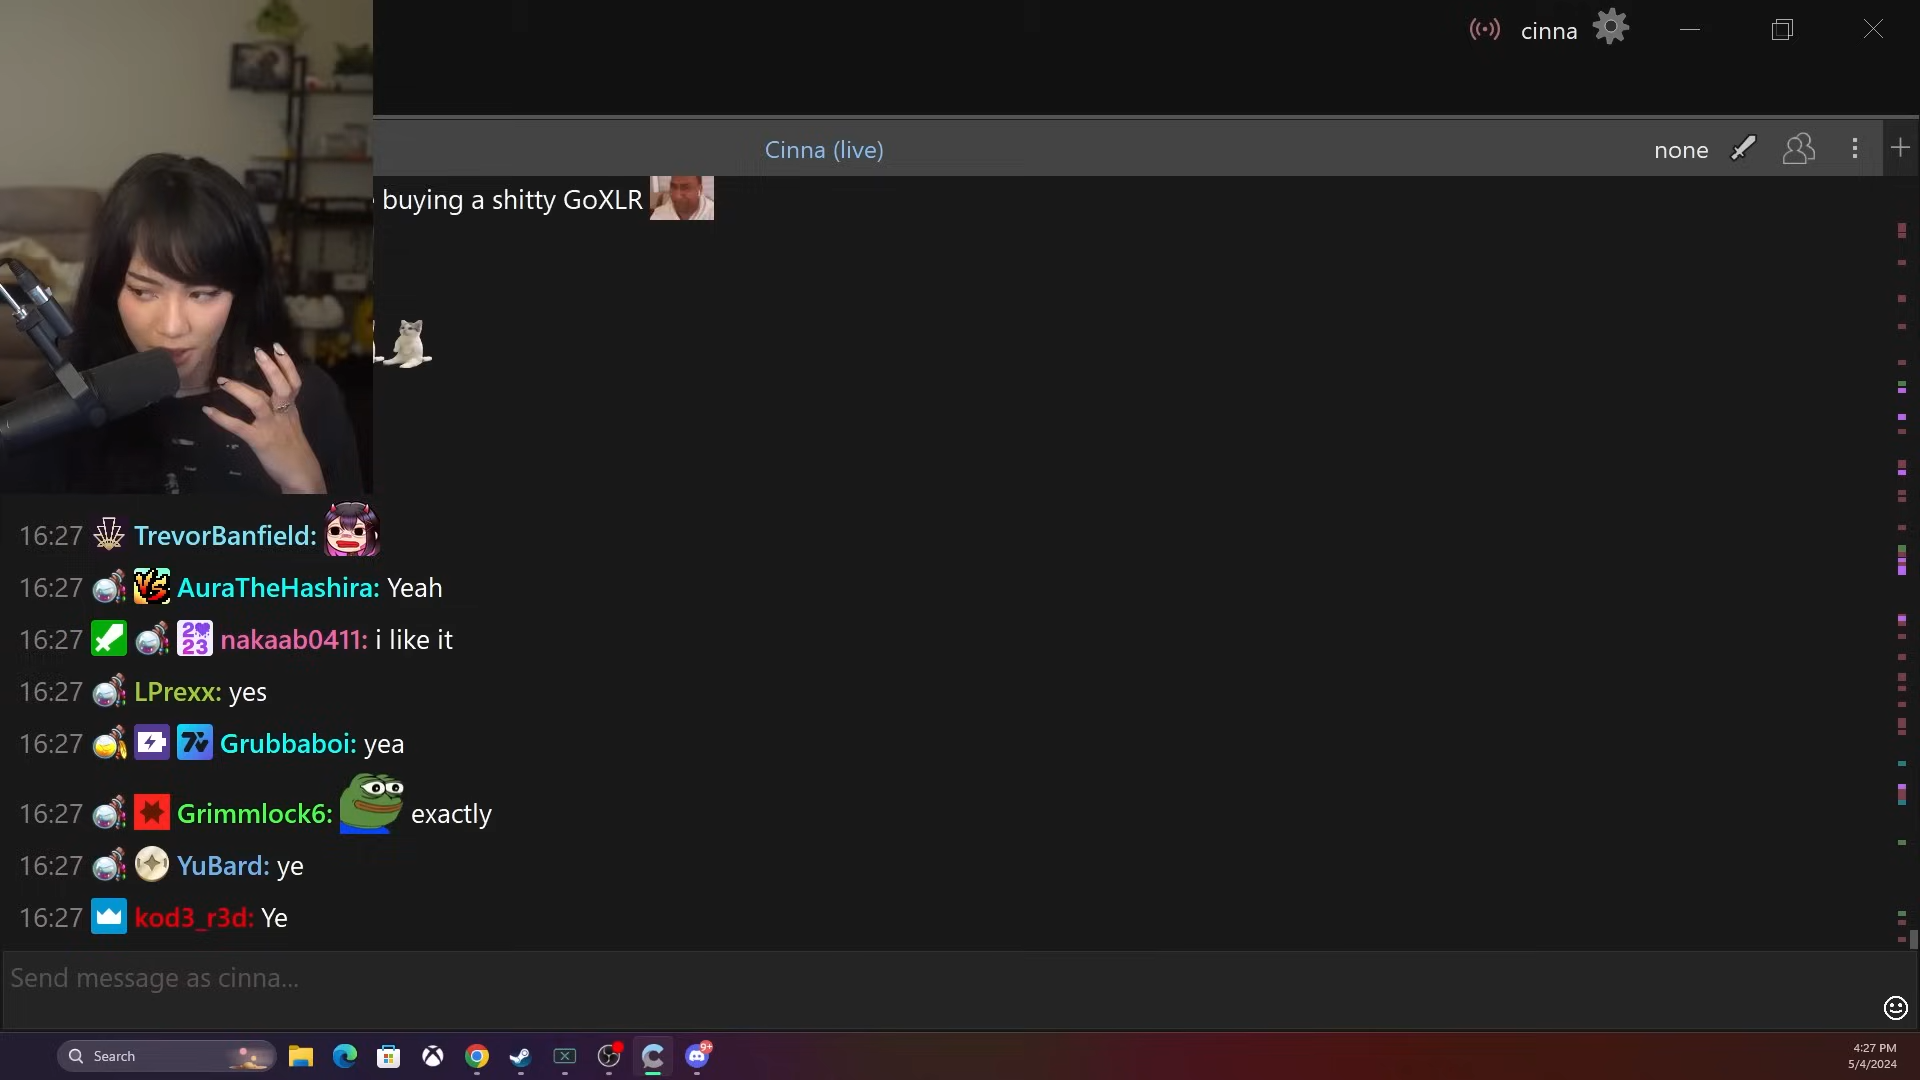 cinna
Cinna (live)
none
buying a shitty GoXLR
16:27 TrevorBanfield:
16:27 AuraTheHashira: Yeah
16:27 2023 nakaab0411: i like it
16:27 LPrexx: yes
16:27 Grubbaboi: yea
16:27 Grimmlock6: exactly
16:27 YuBard: ye
16:27 kod3_r3d: Ye
Send message as cinna...
Search
9+
4:27 PM
5/4/2024